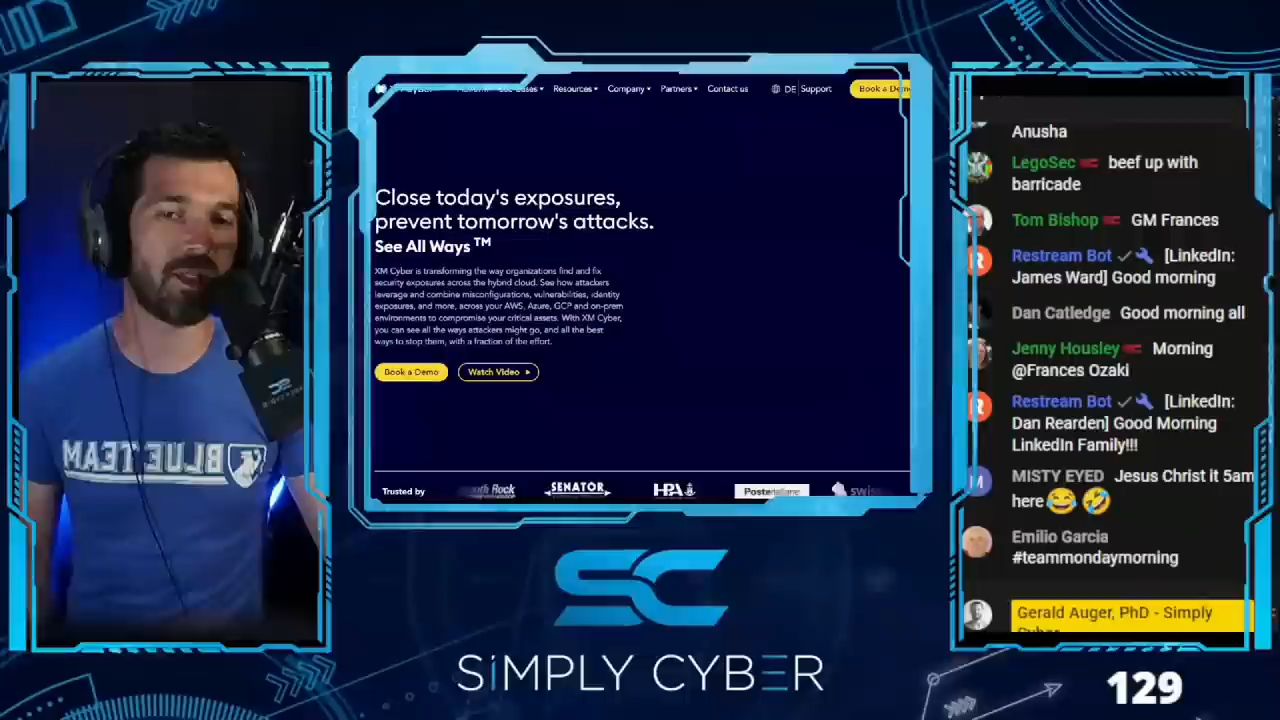 BLUE TEAM
Use Cases
Resources
Company
Partners
Contact us
DE
Support
Book a Demo
Close today's exposures,
prevent tomorrow's attacks.
See All Ways ™
XM Cyber is transforming the way organizations find and fix
security exposures across the hybrid cloud. See how attackers
leverage and combine misconfigurations, vulnerabilities, identity
exposures, and more, across your AWS, Azure, GCP and on-prem
environments to compromise your critical assets. With XM Cyber,
you can see all the ways attackers might go, and all the best
ways to stop them, with a fraction of the effort.
Book a Demo
Watch Video
Trusted by
Rock
SENATOR
HPA
SC
SIMPLY CYBER
Anusha
LegoSec beef up with
barricade
Tom Bishop GM Frances
Restream Bot [LinkedIn:
James Ward] Good morning
Dan Catledge Good morning all
Jenny Housley Morning
@Frances Ozaki
Restream Bot [LinkedIn:
Dan Rearden] Good Morning
LinkedIn Family!!!
MISTY EYED Jesus Christ it 5am
here 😂 🤣
Emilio Garcia
#teammondaymorning
Gerald Auger, PhD - Simply
Cyber
129